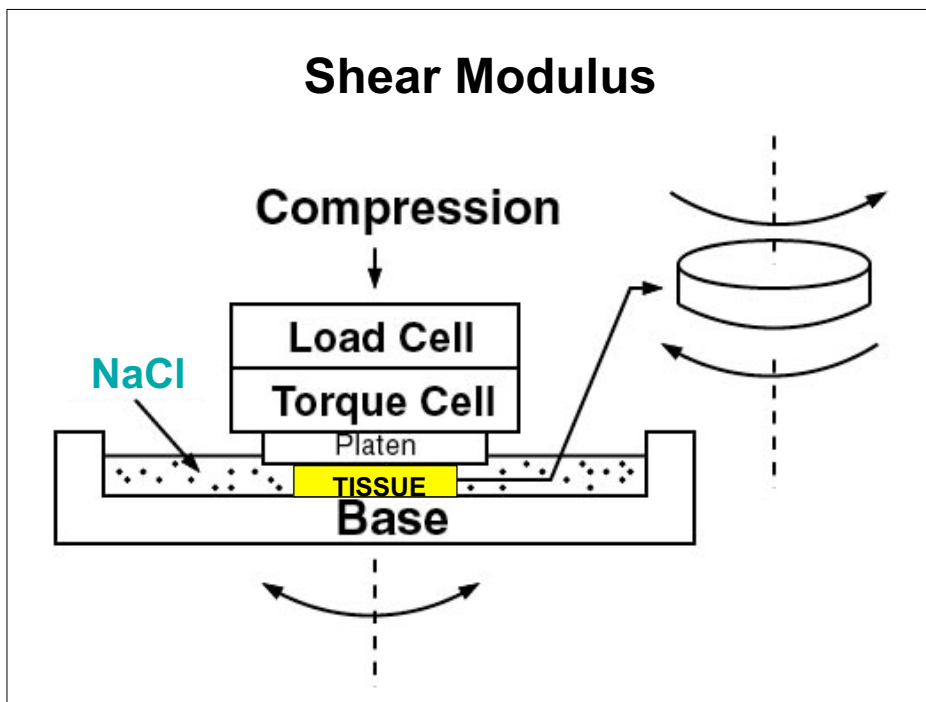 Shear Modulus
Compression
Load Cell
NaCl
Torque Cell
Platen
TISSUE
Base